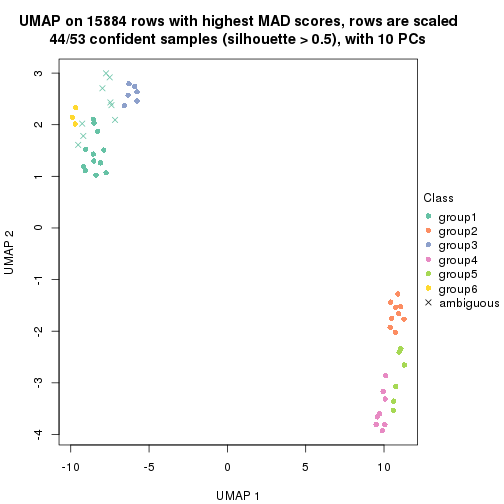 UMAP on 15884 rows with highest MAD scores, rows are scaled
44/53 confident samples (silhouette > 0.5), with 10 PCs
3
2
1
0
-1
-2
-3
-4
UMAP 2
-10
-5
0
5
10
UMAP 1
Class
group1
group2
group3
group4
group5
group6
ambiguous